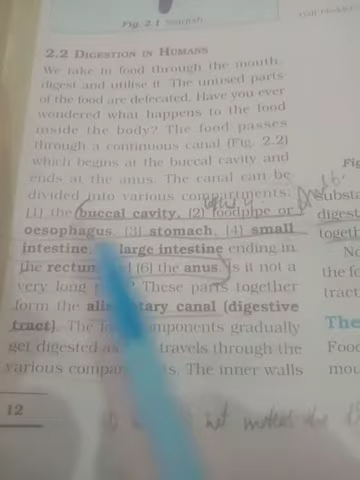 Fig. 2.1 Starfish
2.2 DIGESTION IN HUMANS
We take in food through the mouth,
digest and utilise it. The unused parts
of the food are defecated. Have you ever
wondered what happens to the food
inside the body? The food passes
through a continuous canal (Fig. 2.2)
which begins at the buccal cavity and
ends at the anus. The canal can be
divided into various compartments:
(1) the buccal cavity, (2) foodpipe or
oesophagus, (3) stomach, (4) small
intestine, large intestine ending in
the rectum (6) the anus. Is it not a
very long ? These parts together
form the canal (digestive
tract). The components gradually
get digested as travels through the
various . The inner walls
12
Fig
substa
digest
togeth
No
the fo
tract
The
Food
mou